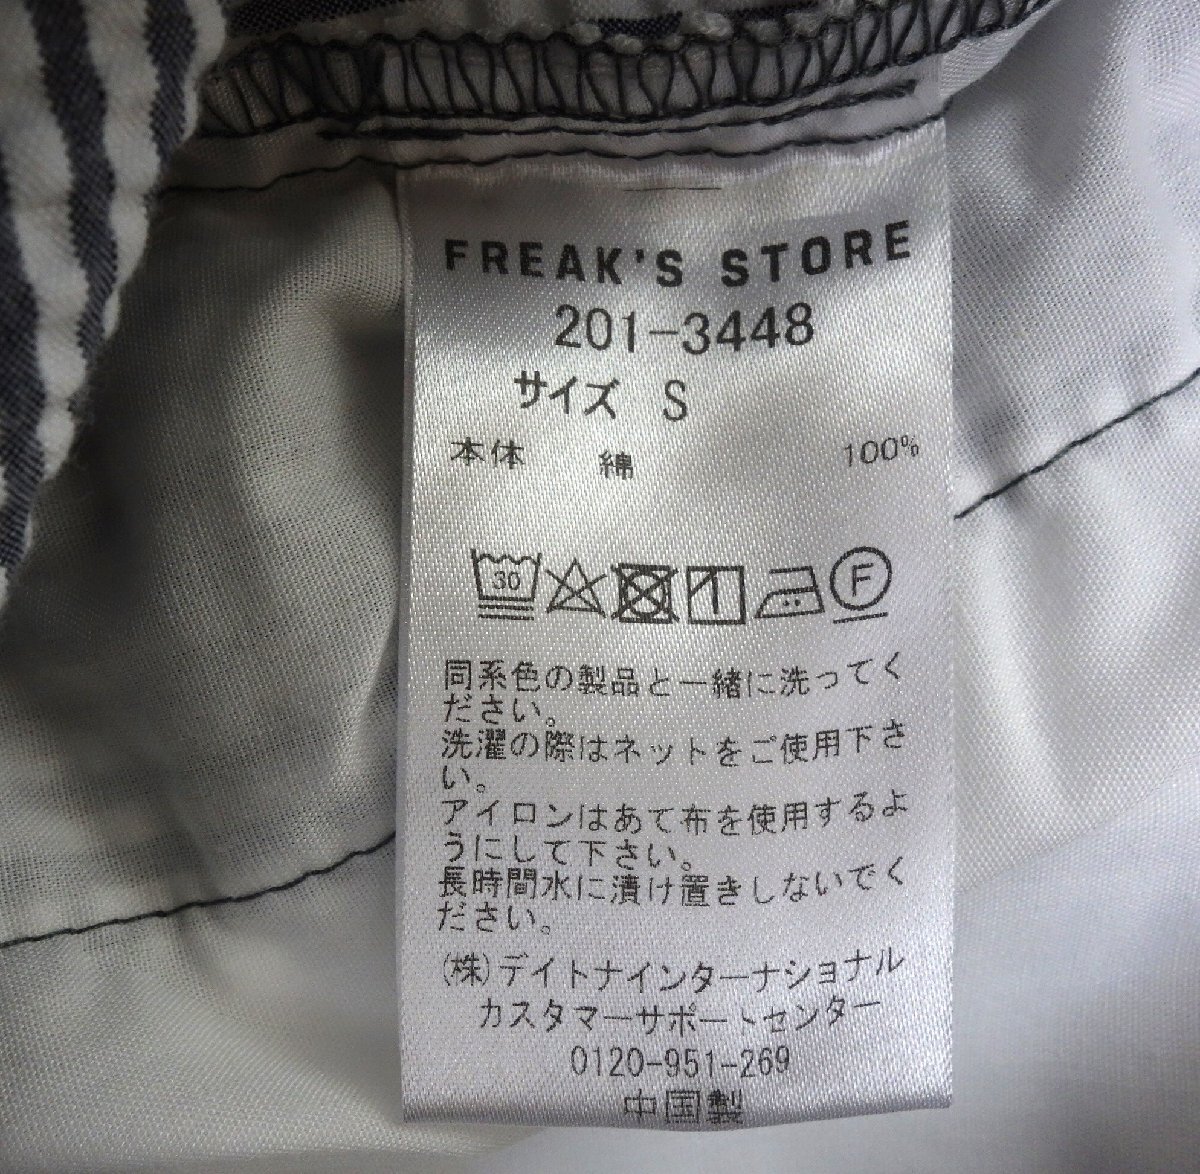 FREAK'S STORE
201-3448
サイズ S
本体 綿 100%
30 F
同系色の製品と一緒に洗ってく
ださい。
洗濯の際はネットをご使用下さ
い。
アイロンはあて布を使用するよ
うにして下さい。
長時間水に漬け置きしないでく
ださい。
(株)デイトナインターナショナル
カスタマーサポートセンター
0120-951-269
中国製